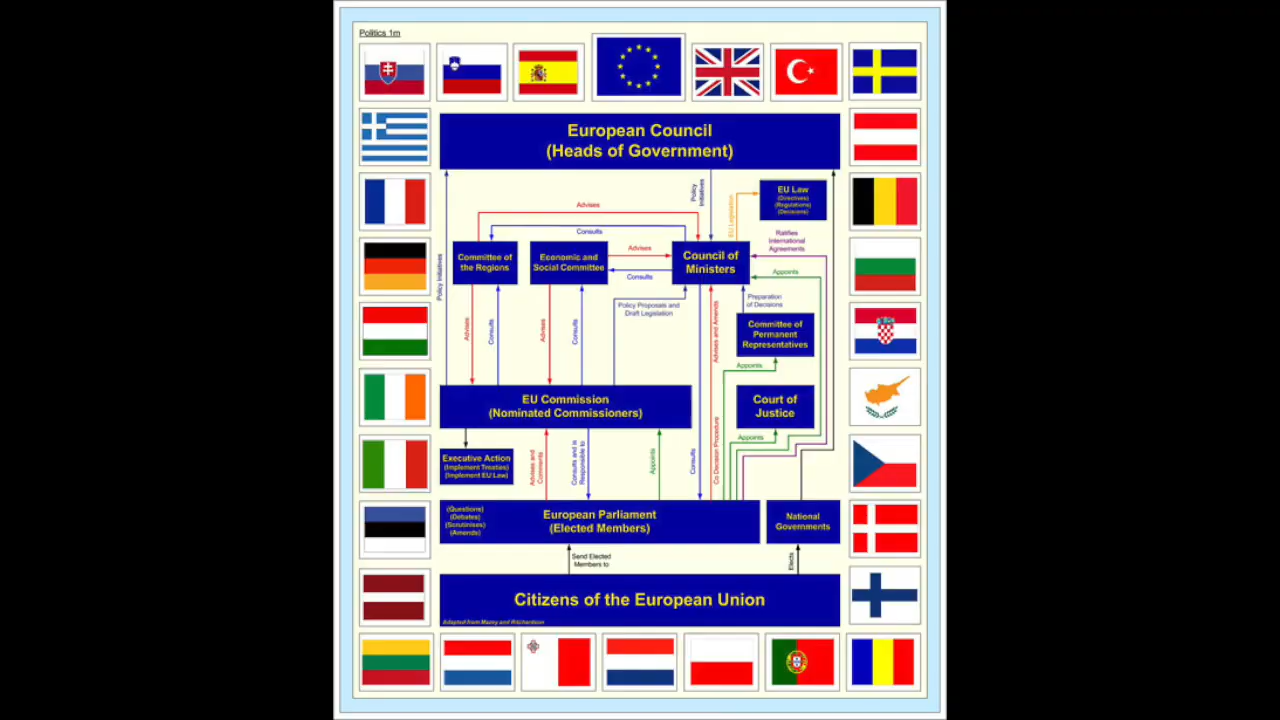 Politics 1m
European Council
(Heads of Government)
Policy
Initiatives
EU Law
(Directives)
(Regulations)
(Decisions)
EU Legislation
Advises
Consults
Ratifies
International
Agreements
Committee of
the Regions
Economic and
Social Committee
Advises
Consults
Council of
Ministers
Appoints
Policy Initiatives
Policy Proposals and
Draft Legislation
Preparation
of Decisions
Advises
Consults
Advises
Consults
Advises and Amends
Committee of
Permanent
Representatives
Appoints
EU Commission
(Nominated Commissioners)
Court of
Justice
Appoints
Executive Action
(Implement Treaties)
(Implement EU Law)
Advises and
Comments
Consults and is
Responsible to
Appoints
Consults
Co Decision Procedure
(Questions)
(Debates)
(Scrutinises)
(Amends)
European Parliament
(Elected Members)
National
Governments
Send Elected
Members to
Elects
Citizens of the European Union
Adapted from Mazey and Richardson